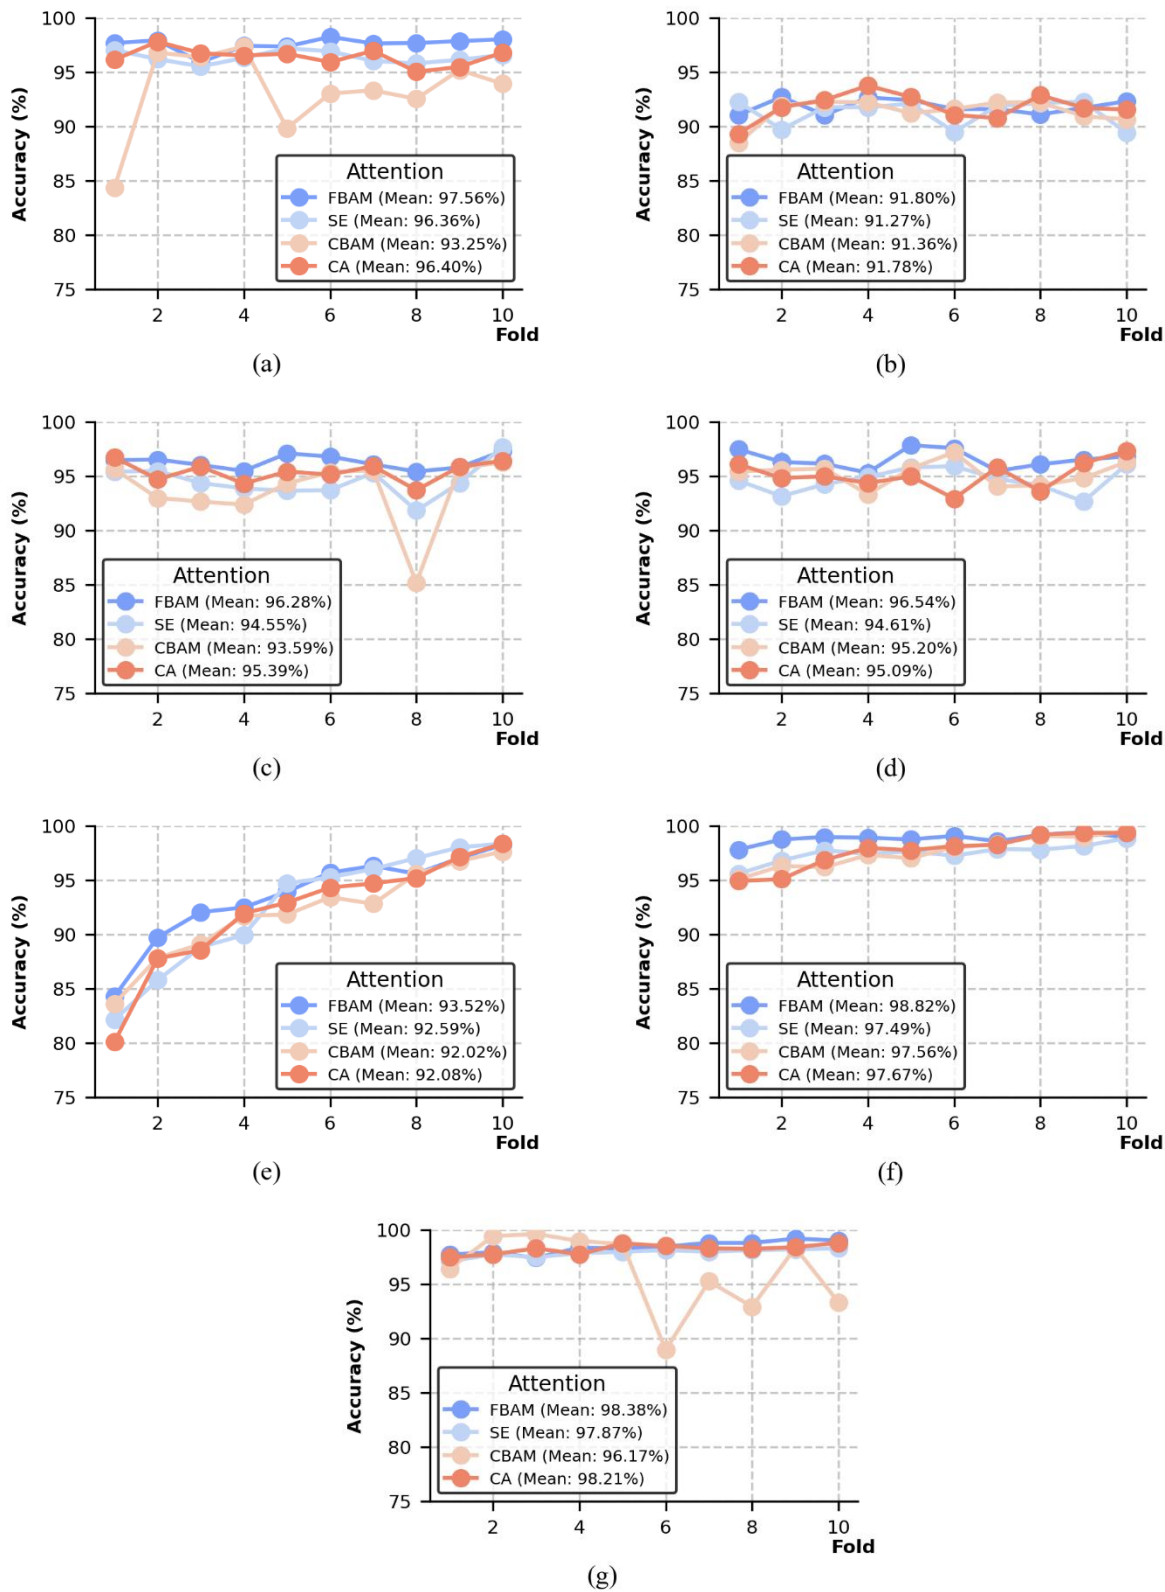 100
95
90
85
80
75
Accuracy (%)
Attention
FBAM (Mean: 97.56%)
SE (Mean: 96.36%)
CBAM (Mean: 93.25%)
CA (Mean: 96.40%)
2 4 6 8 10
Fold
(a)
100
95
90
85
80
75
Accuracy (%)
Attention
FBAM (Mean: 91.80%)
SE (Mean: 91.27%)
CBAM (Mean: 91.36%)
CA (Mean: 91.78%)
2 4 6 8 10
Fold
(b)
100
95
90
85
80
75
Accuracy (%)
Attention
FBAM (Mean: 96.28%)
SE (Mean: 94.55%)
CBAM (Mean: 93.59%)
CA (Mean: 95.39%)
2 4 6 8 10
Fold
(c)
100
95
90
85
80
75
Accuracy (%)
Attention
FBAM (Mean: 96.54%)
SE (Mean: 94.61%)
CBAM (Mean: 95.20%)
CA (Mean: 95.09%)
2 4 6 8 10
Fold
(d)
100
95
90
85
80
75
Accuracy (%)
Attention
FBAM (Mean: 93.52%)
SE (Mean: 92.59%)
CBAM (Mean: 92.02%)
CA (Mean: 92.08%)
2 4 6 8 10
Fold
(e)
100
95
90
85
80
75
Accuracy (%)
Attention
FBAM (Mean: 98.82%)
SE (Mean: 97.49%)
CBAM (Mean: 97.56%)
CA (Mean: 97.67%)
2 4 6 8 10
Fold
(f)
100
95
90
85
80
75
Accuracy (%)
Attention
FBAM (Mean: 98.38%)
SE (Mean: 97.87%)
CBAM (Mean: 96.17%)
CA (Mean: 98.21%)
2 4 6 8 10
Fold
(g)